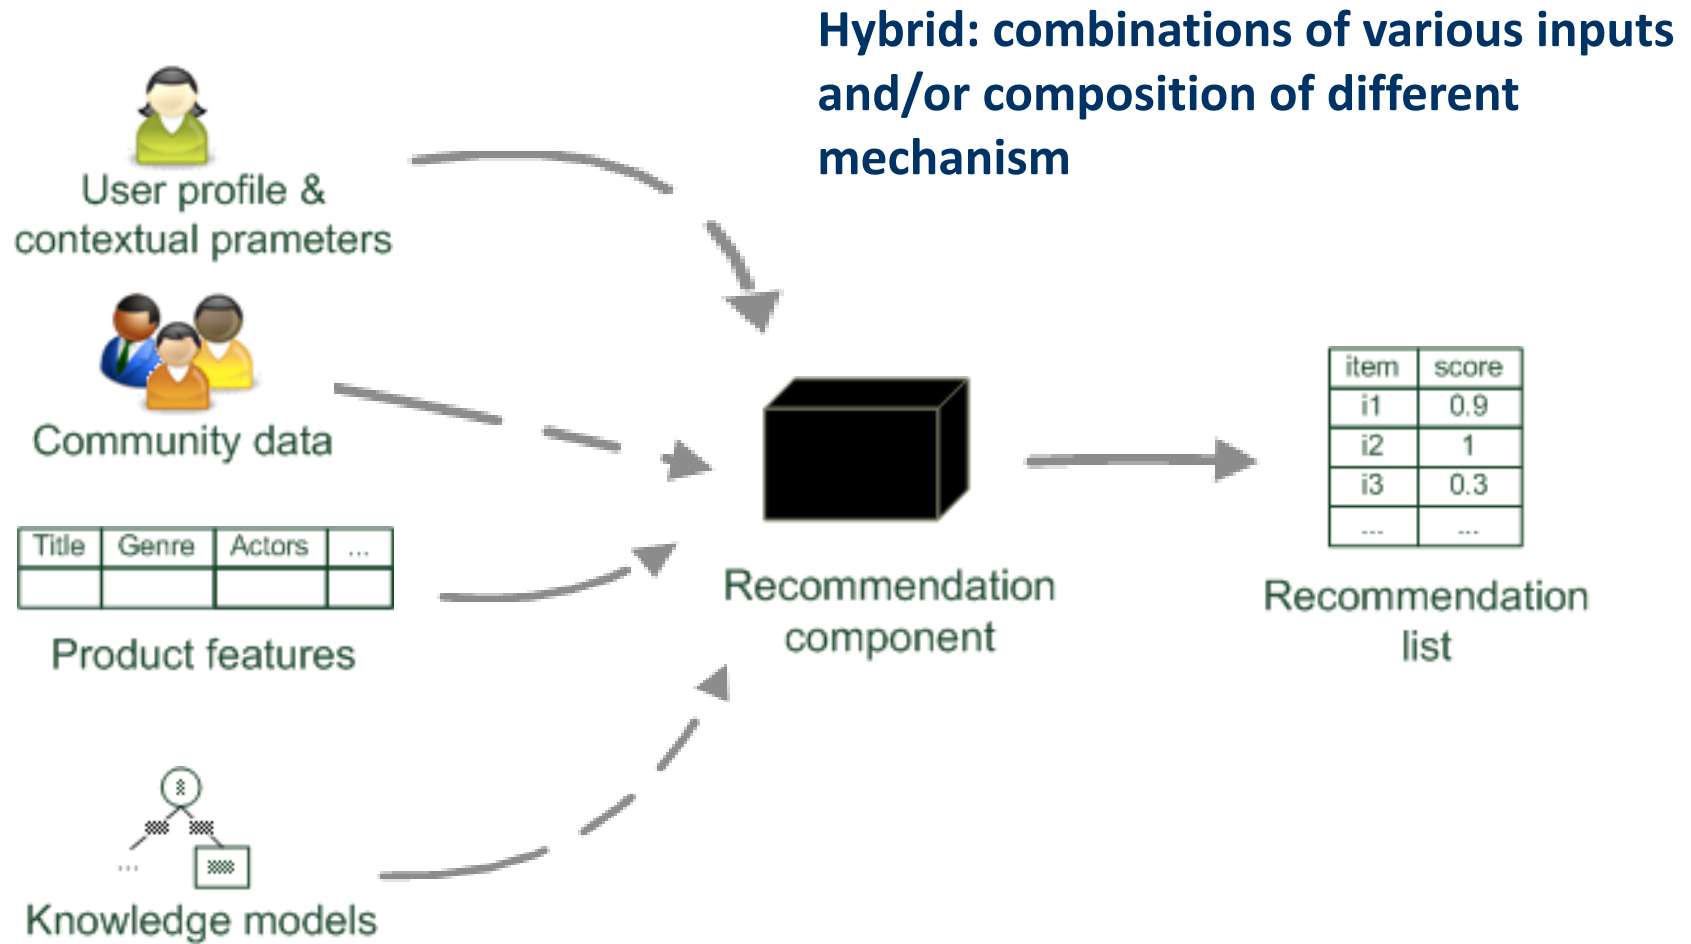 Hybrid: combinations of various inputs
and/or composition of different
mechanism
User profile &
contextual prameters
Community data
Title Genre Actors ...
Product features
...
Knowledge models
Recommendation
component
item score
i1 0.9
i2 1
i3 0.3
... ...
Recommendation
list